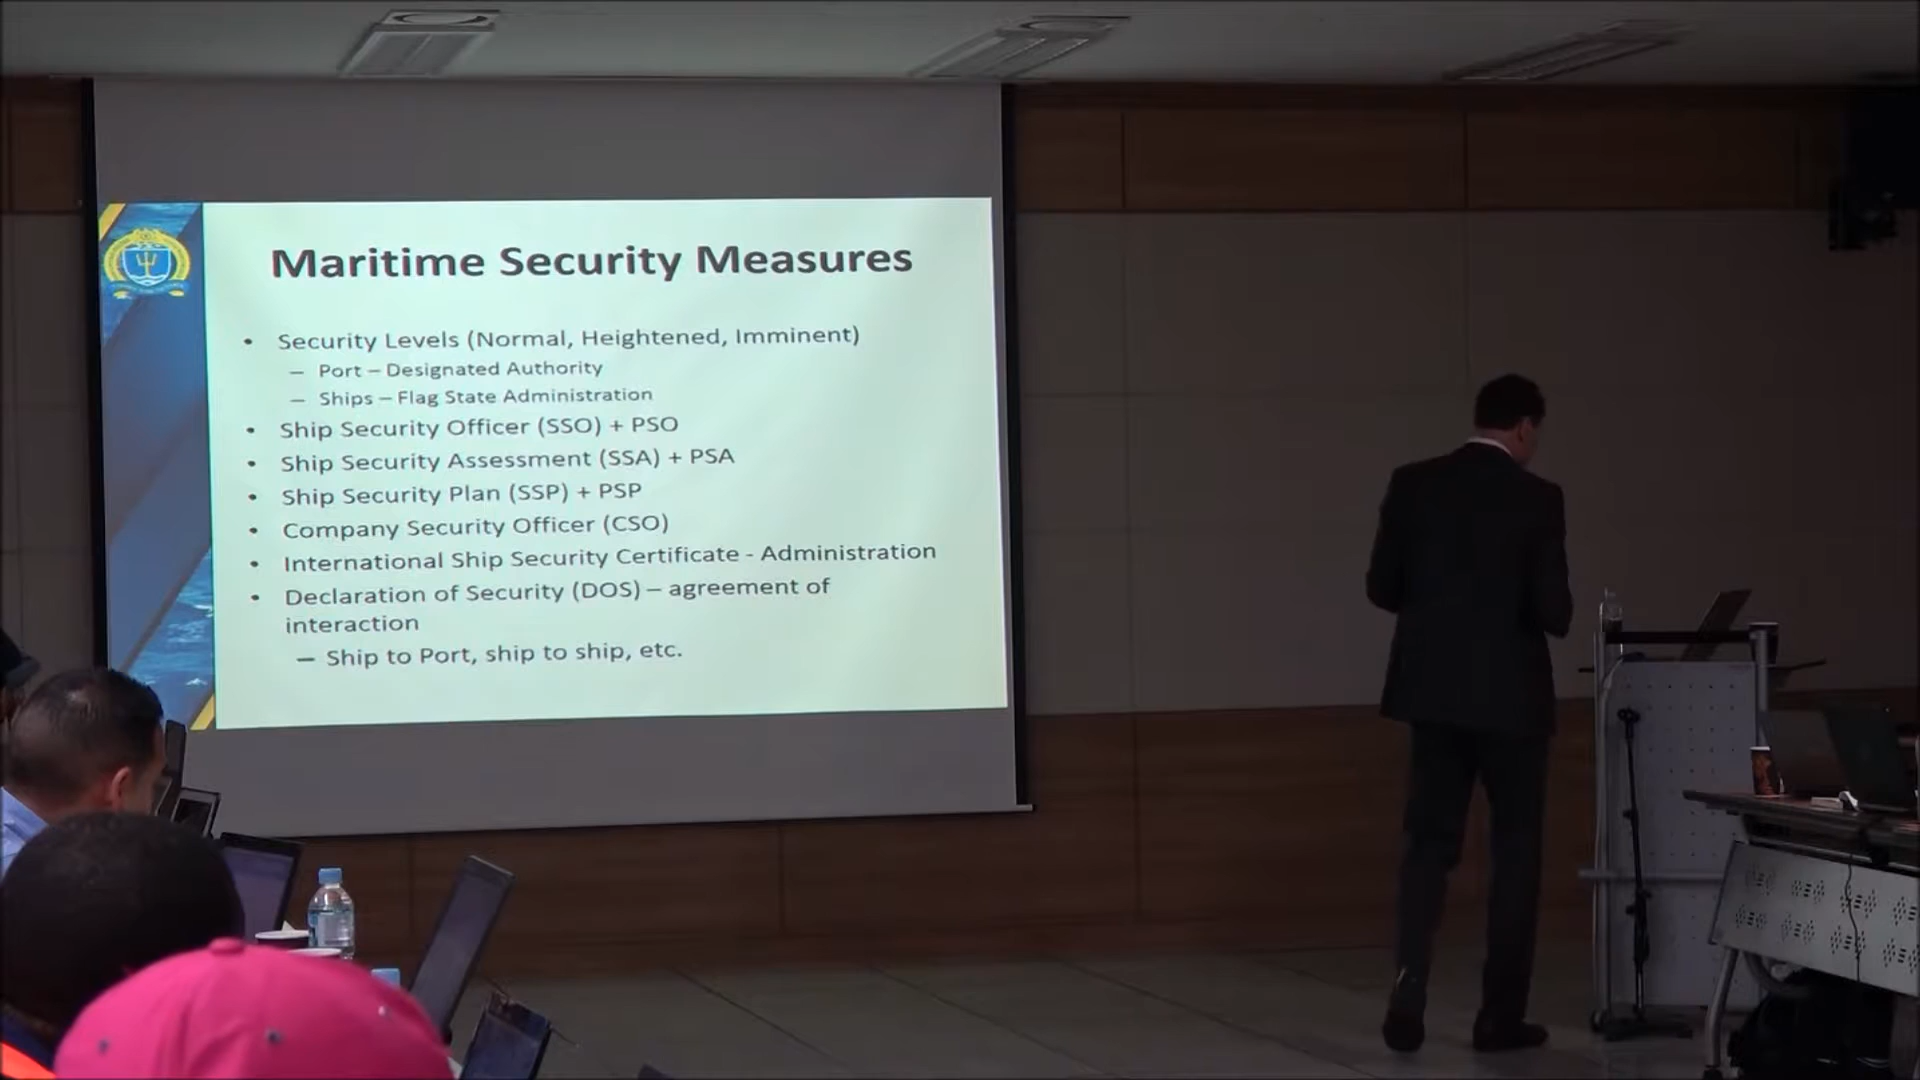 Maritime Security Measures
• Security Levels (Normal, Heightened, Imminent)
– Port – Designated Authority
– Ships – Flag State Administration
• Ship Security Officer (SSO) + PSO
• Ship Security Assessment (SSA) + PSA
• Ship Security Plan (SSP) + PSP
• Company Security Officer (CSO)
• International Ship Security Certificate - Administration
• Declaration of Security (DOS) – agreement of
interaction
– Ship to Port, ship to ship, etc.